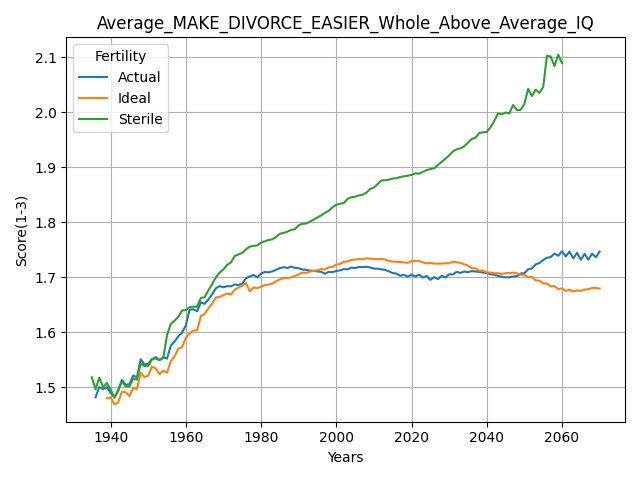 Average_MAKE_DIVORCE_EASIER_Whole_Above_Average_IQ
Fertility
Actual
Ideal
Sterile
Score(1-3)
2.1
2.0
1.9
1.8
1.7
1.6
1.5
1940 1960 1980 2000 2020 2040 2060
Years